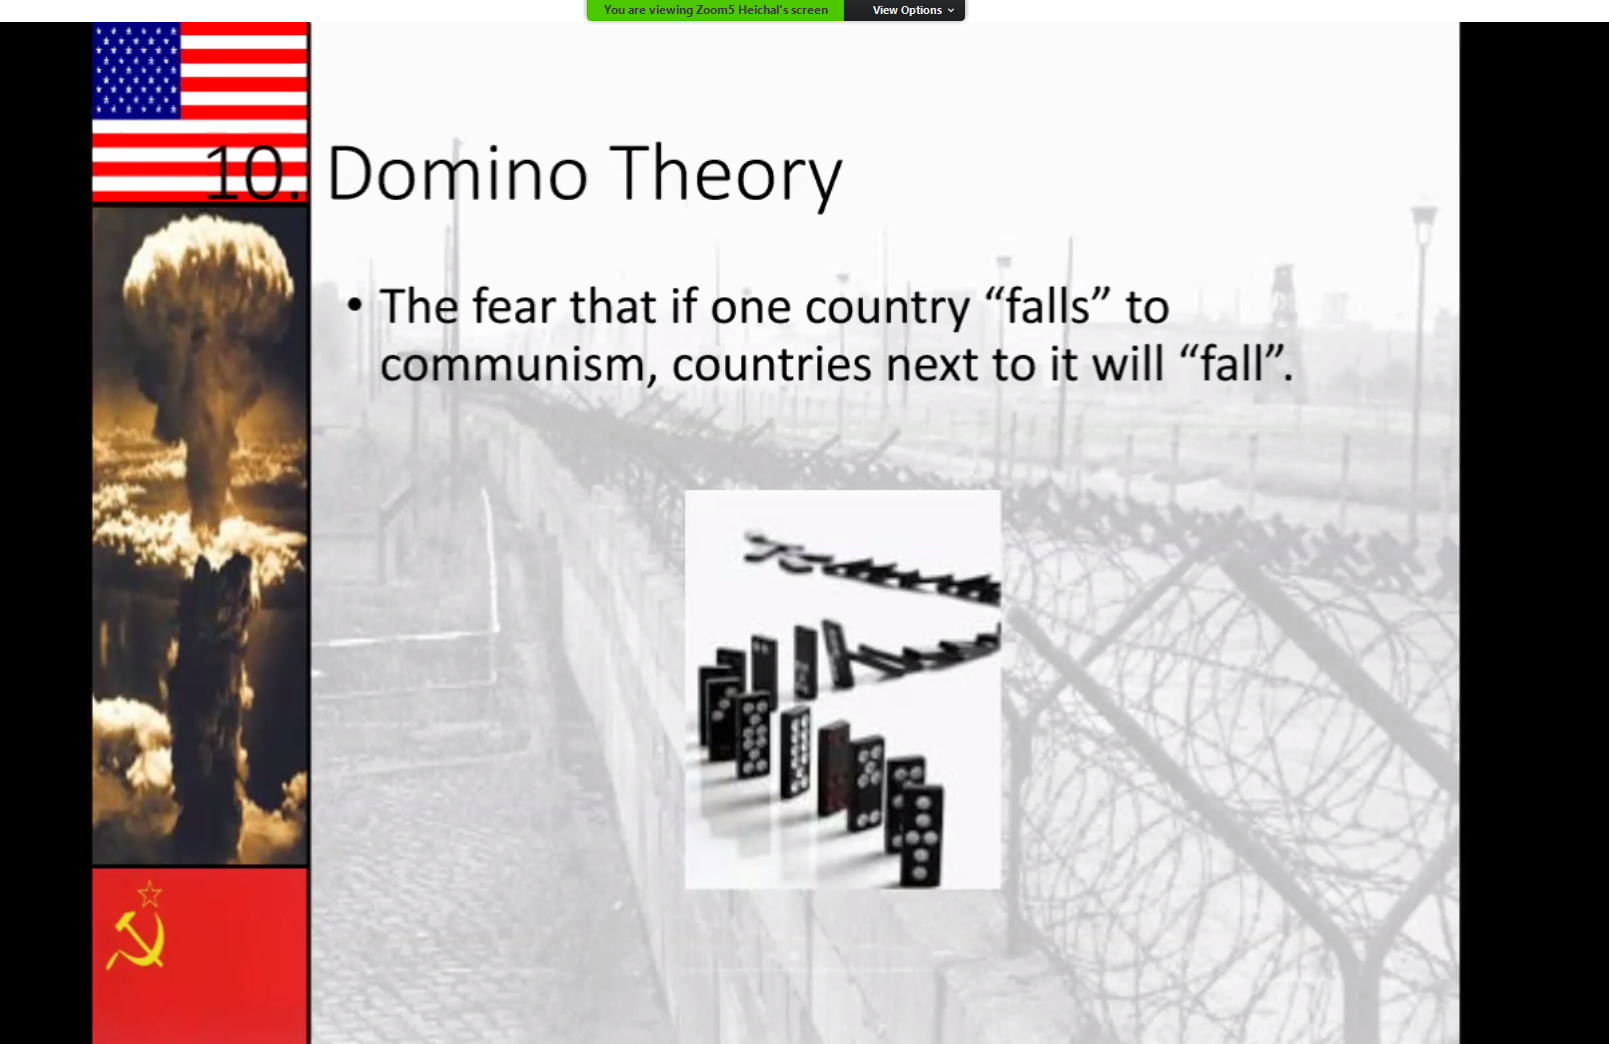 You are viewing Zoom5 Heichal's screen
View Options
10. Domino Theory
• The fear that if one country “falls” to
communism, countries next to it will “fall”.